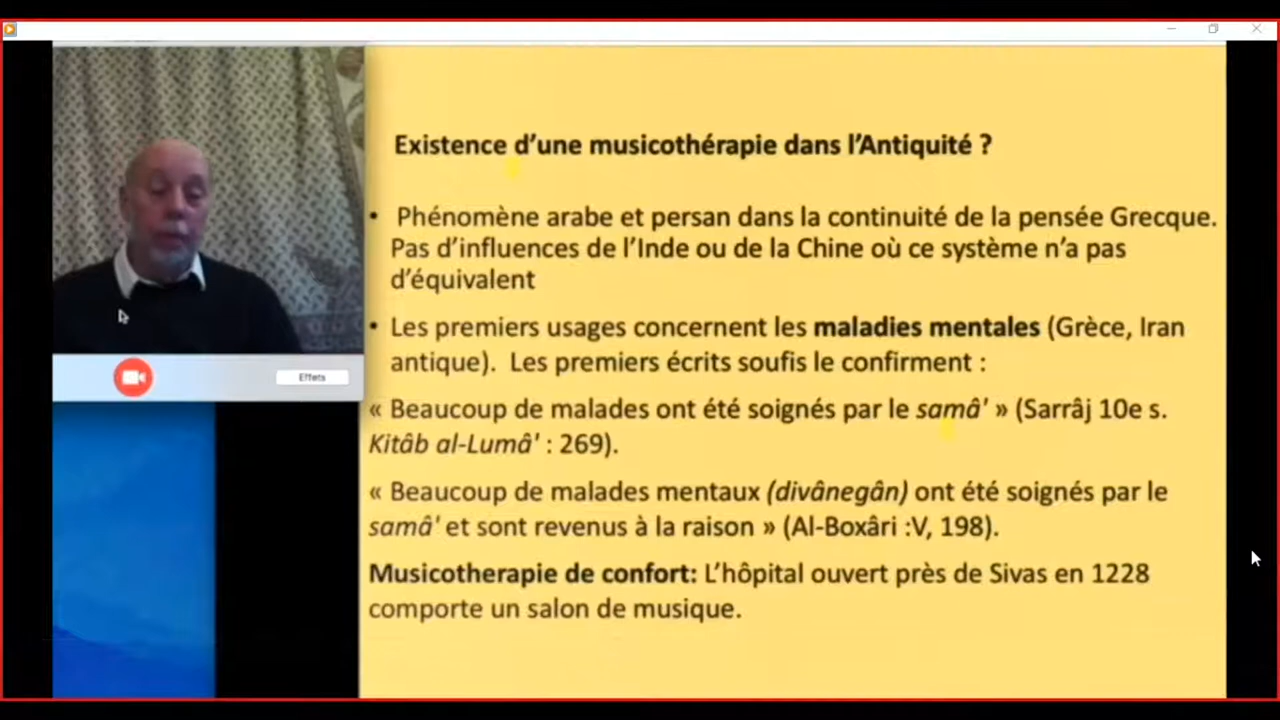 Existence d'une musicothérapie dans l'Antiquité ?
• Phénomène arabe et persan dans la continuité de la pensée Grecque.
Pas d'influences de l'Inde ou de la Chine où ce système n'a pas
d'équivalent
• Les premiers usages concernent les maladies mentales (Grèce, Iran
antique). Les premiers écrits soufis le confirment :
« Beaucoup de malades ont été soignés par le samâ' » (Sarrâj 10e s.
Kitâb al-Lumâ' : 269).
« Beaucoup de malades mentaux (divânegân) ont été soignés par le
samâ' et sont revenus à la raison » (Al-Boxâri :V, 198).
Musicotherapie de confort: L'hôpital ouvert près de Sivas en 1228
comporte un salon de musique.
Effets